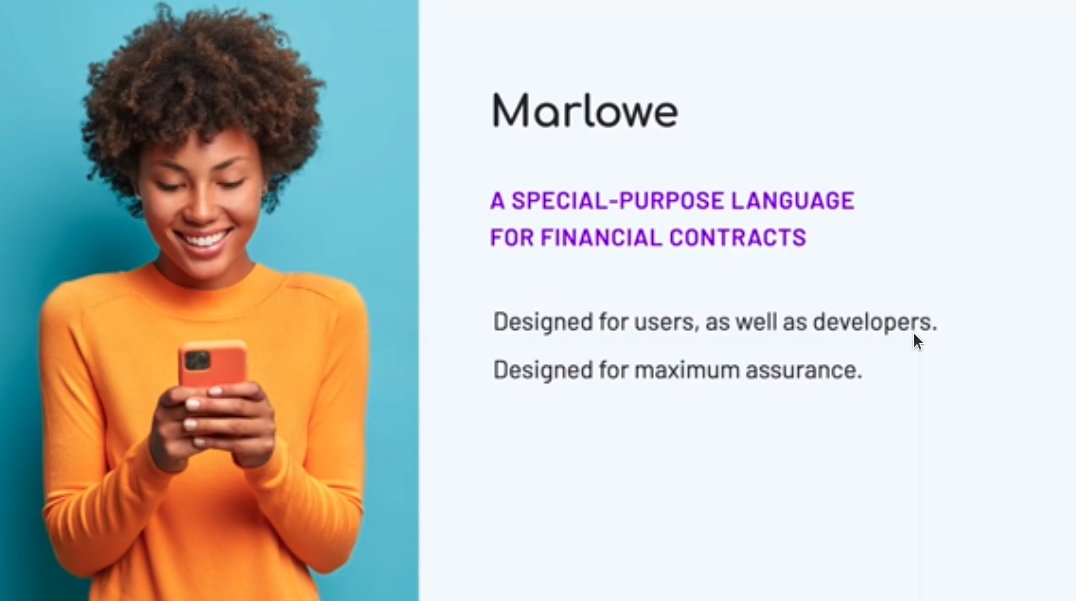 Marlowe
A SPECIAL-PURPOSE LANGUAGE
FOR FINANCIAL CONTRACTS
Designed for users, as well as developers.
Designed for maximum assurance.